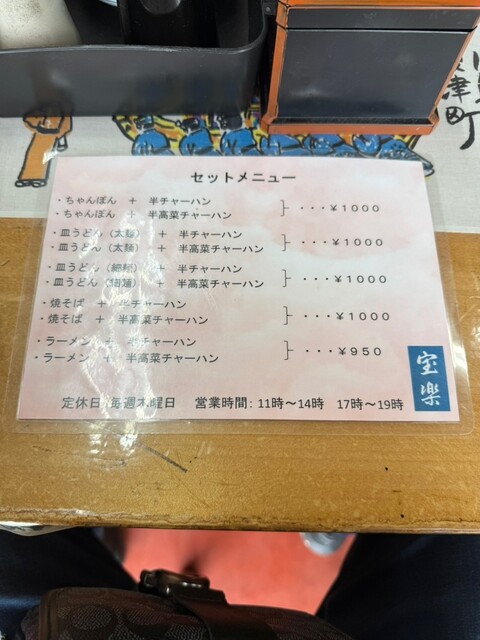 津町
セットメニュー
・ちゃんぽん ＋ 半チャーハン
・ちゃんぽん ＋ 半高菜チャーハン
・・・￥1000
・皿うどん（太麺） ＋ 半チャーハン
・皿うどん（太麺） ＋ 半高菜チャーハン
・・・￥1000
・皿うどん（細麺） ＋ 半チャーハン
・皿うどん（細麺） ＋ 半高菜チャーハン
・・・￥1000
・焼そば ＋ 半チャーハン
・焼そば ＋ 半高菜チャーハン
・・・￥1000
・ラーメン ＋ 半チャーハン
・ラーメン ＋ 半高菜チャーハン
・・・￥950
宝楽
定休日：毎週木曜日 営業時間：11時～14時 17時～19時